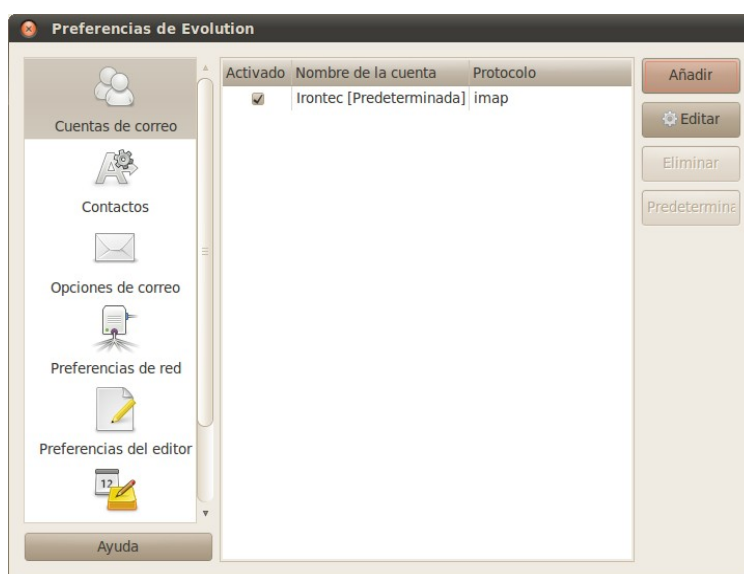 Preferencias de Evolution
Cuentas de correo
Contactos
Opciones de correo
Preferencias de red
Preferencias del editor
12
Ayuda
Activado Nombre de la cuenta Protocolo
Irontec [Predeterminada] imap
Añadir
Editar
Eliminar
Predetermina